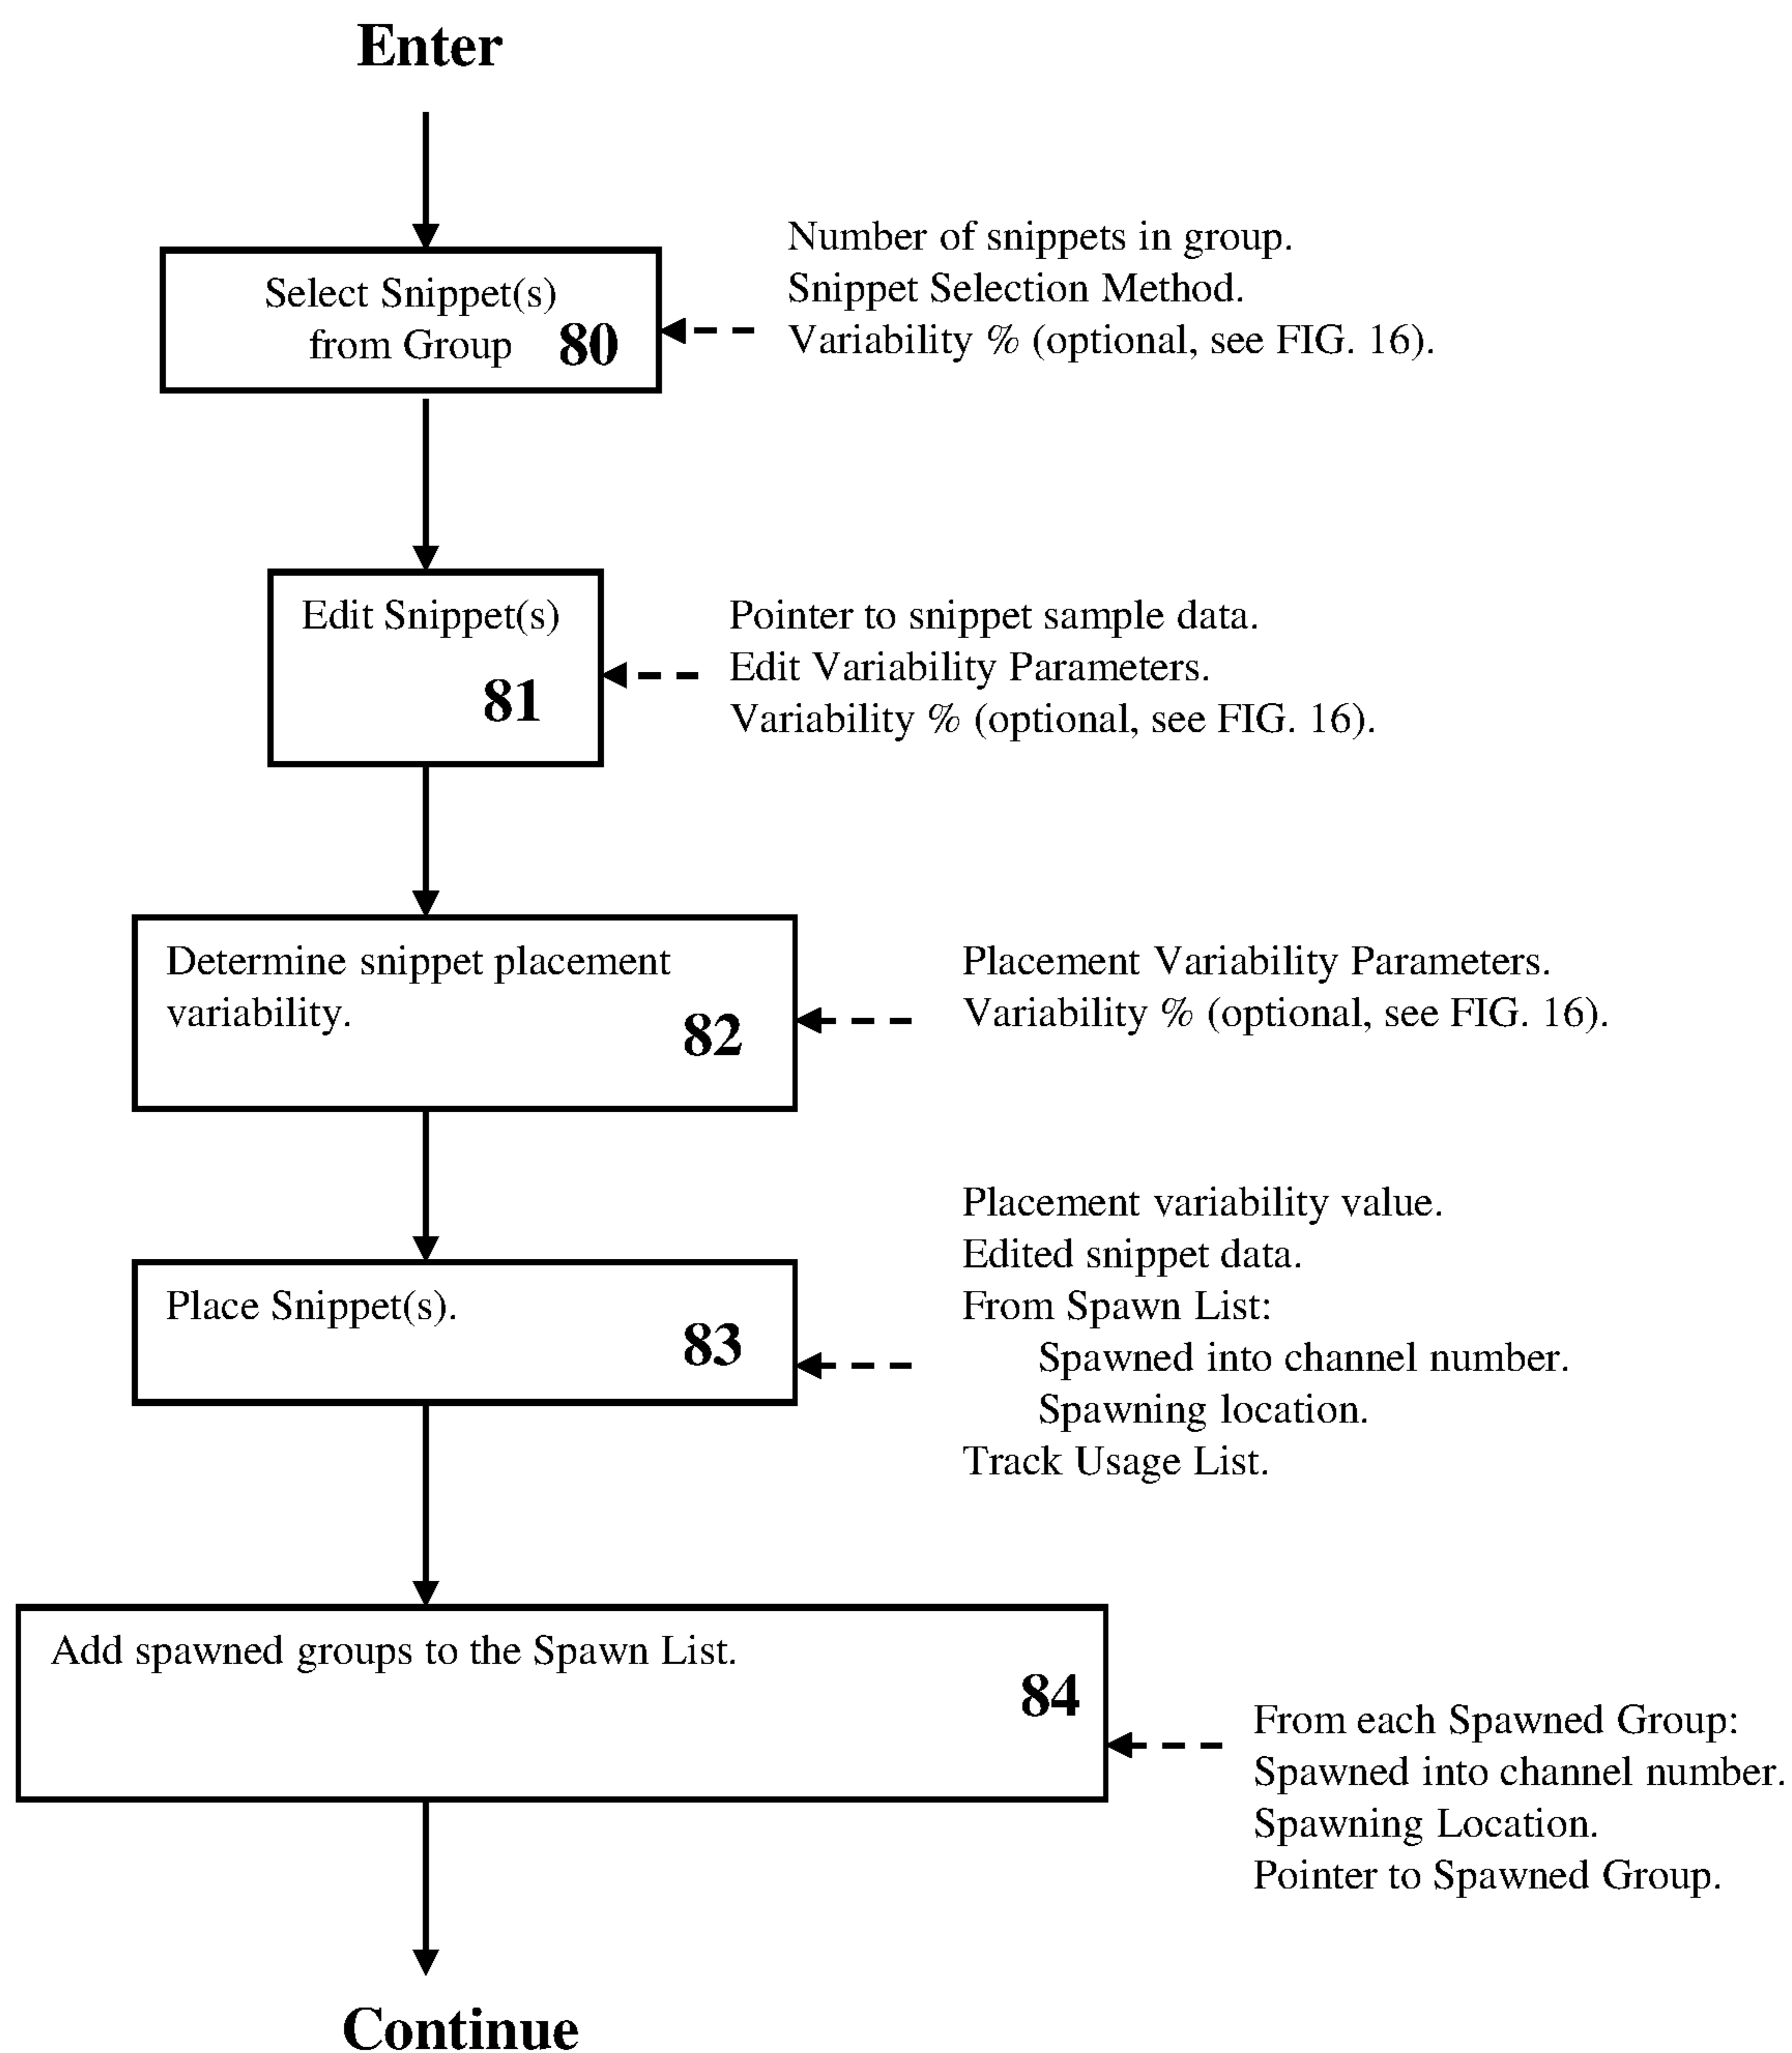 Enter
Select Snippet(s)
from Group 80
Number of snippets in group.
Snippet Selection Method.
Variability % (optional, see FIG. 16).
Edit Snippet(s)
81
Pointer to snippet sample data.
Edit Variability Parameters.
Variability % (optional, see FIG. 16).
Determine snippet placement
variability.
82
Placement Variability Parameters.
Variability % (optional, see FIG. 16).
Place Snippet(s).
83
Placement variability value.
Edited snippet data.
From Spawn List:
Spawned into channel number.
Spawning location.
Track Usage List.
Add spawned groups to the Spawn List.
84
From each Spawned Group:
Spawned into channel number.
Spawning Location.
Pointer to Spawned Group.
Continue